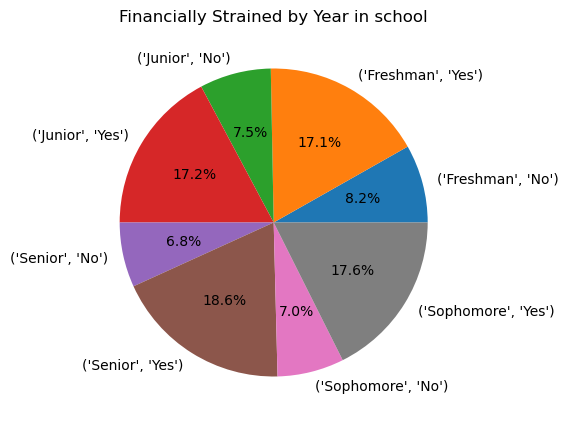 Financially Strained by Year in school
('Junior', 'No')
('Freshman', 'Yes')
7.5%
17.1%
('Junior', 'Yes')
17.2%
('Freshman', 'No')
8.2%
6.8%
('Senior', 'No')
17.6%
18.6%
7.0%
('Sophomore', 'Yes')
('Senior', 'Yes')
('Sophomore', 'No')